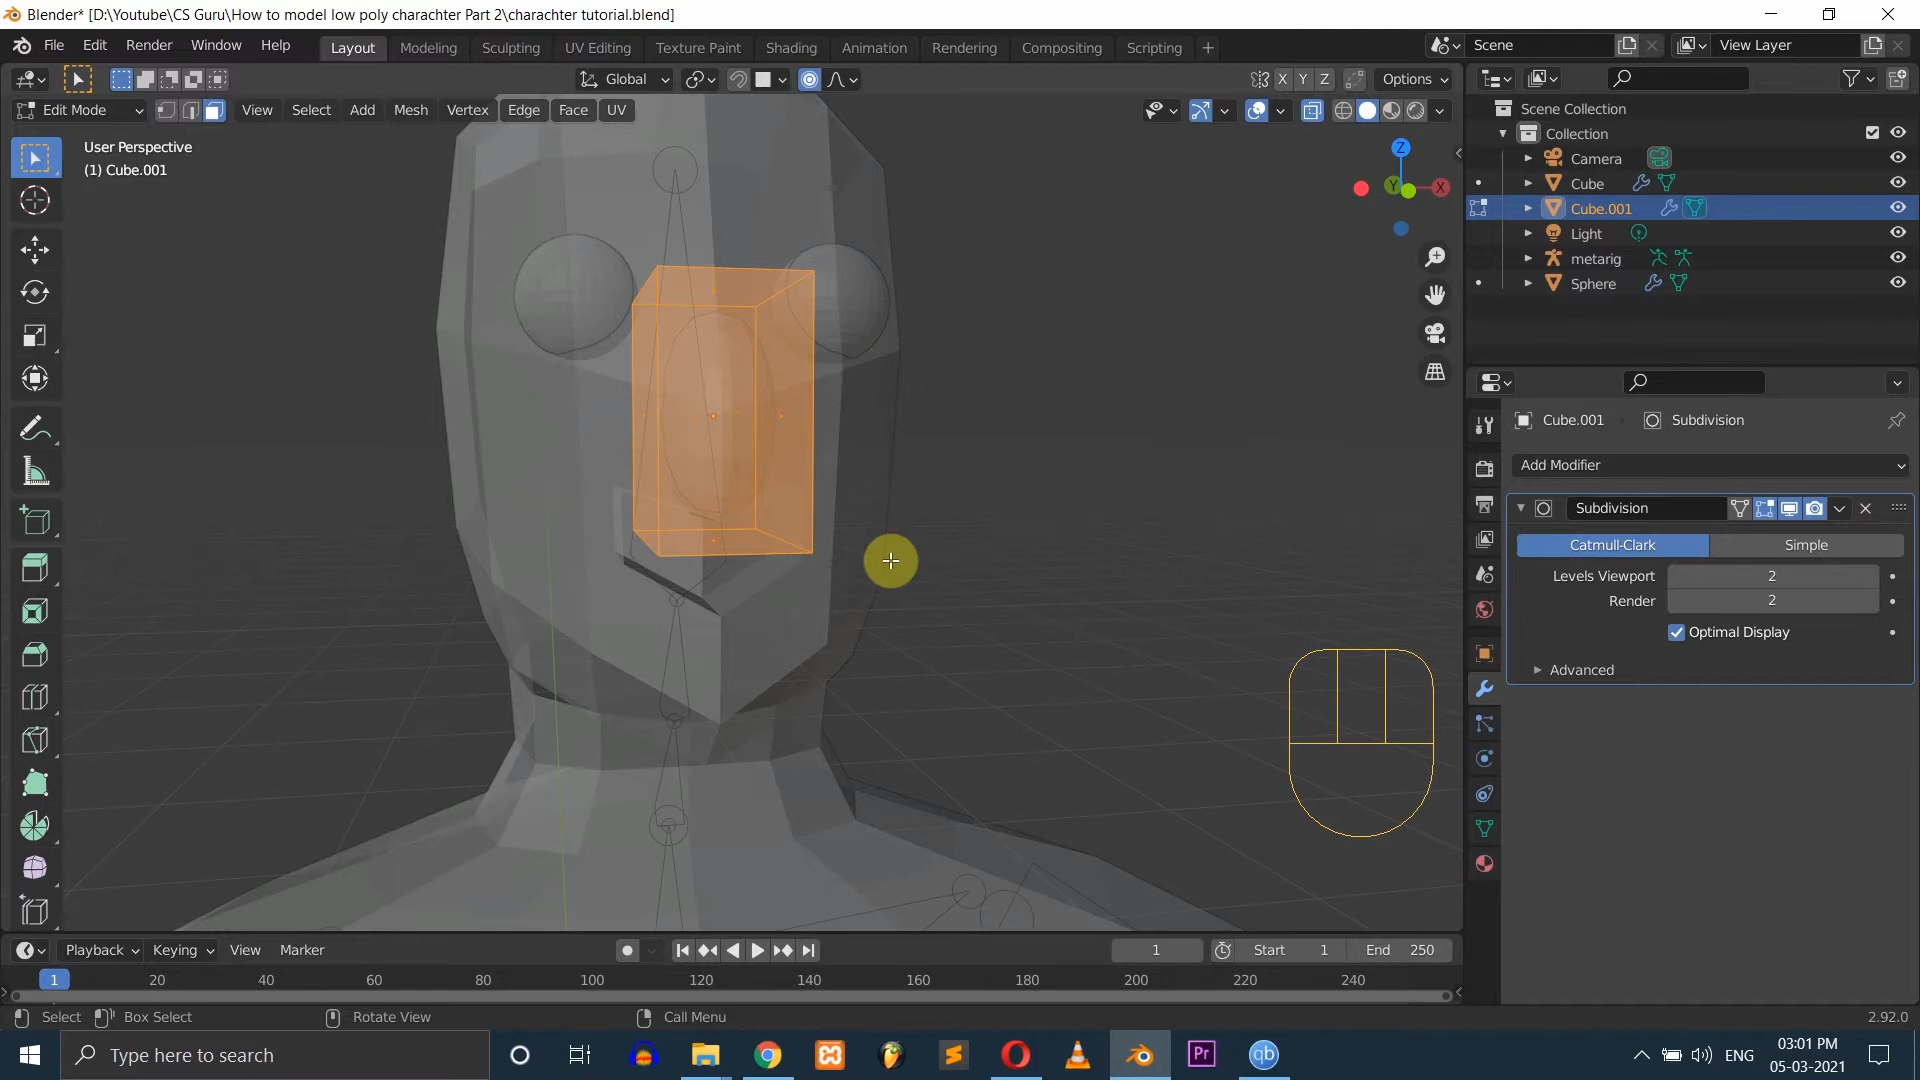 Blender* [D:\Youtube\CS Guru\How to model low poly charachter Part 2\charachter tutorial.blend]
File Edit Render Window Help Layout Modeling Sculpting UV Editing Texture Paint Shading Animation Rendering Compositing Scripting + Scene View Layer
Global X Y Z Options
Edit Mode View Select Add Mesh Vertex Edge Face UV
User Perspective
(1) Cube.001
Z
Y
X
Scene Collection
Collection
Camera
Cube
Cube.001
Light
metarig
Sphere
Cube.001 Subdivision
Add Modifier
Subdivision
Catmull-Clark Simple
Levels Viewport 2
Render 2
Optimal Display
Advanced
Playback Keying View Marker 1 Start 1 End 250
1 20 40 60 80 100 120 140 160 180 200 220 240
Select Box Select Rotate View Call Menu 2.92.0
Type here to search
Pr
qb
ENG
03:01 PM
05-03-2021